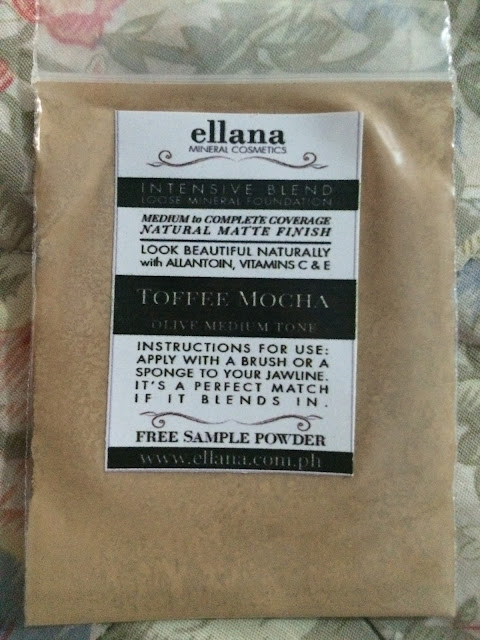 ellana
MINERAL COSMETICS
INTENSIVE BLEND
LOOSE MINERAL FOUNDATION
MEDIUM to COMPLETE COVERAGE
NATURAL MATTE FINISH
LOOK BEAUTIFUL NATURALLY
with ALLANTOIN, VITAMINS C & E
TOFFEE MOCHA
OLIVE MEDIUM TONE
INSTRUCTIONS FOR USE:
APPLY WITH A BRUSH OR A
SPONGE TO YOUR JAWLINE.
IT'S A PERFECT MATCH
IF IT BLENDS IN.
FREE SAMPLE POWDER
www.ellana.com.ph